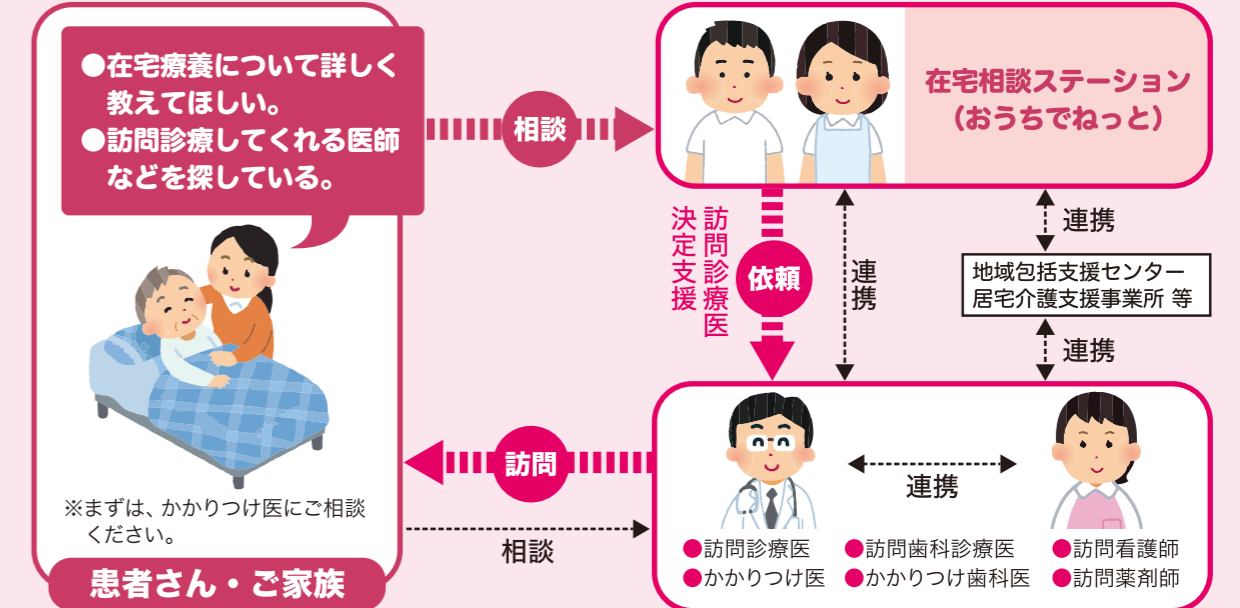 ●在宅療養について詳しく
教えてほしい。
●訪問診療してくれる医師
などを探している。
※まずは、かかりつけ医にご相談
ください。
患者さん・ご家族
相談
在宅相談ステーション
（おうちでねっと）
訪問診療医
決定支援
依頼
連携
連携
地域包括支援センター
居宅介護支援事業所 等
連携
訪問
相談
連携
●訪問診療医
●かかりつけ医
●訪問歯科診療医
●かかりつけ歯科医
●訪問看護師
●訪問薬剤師